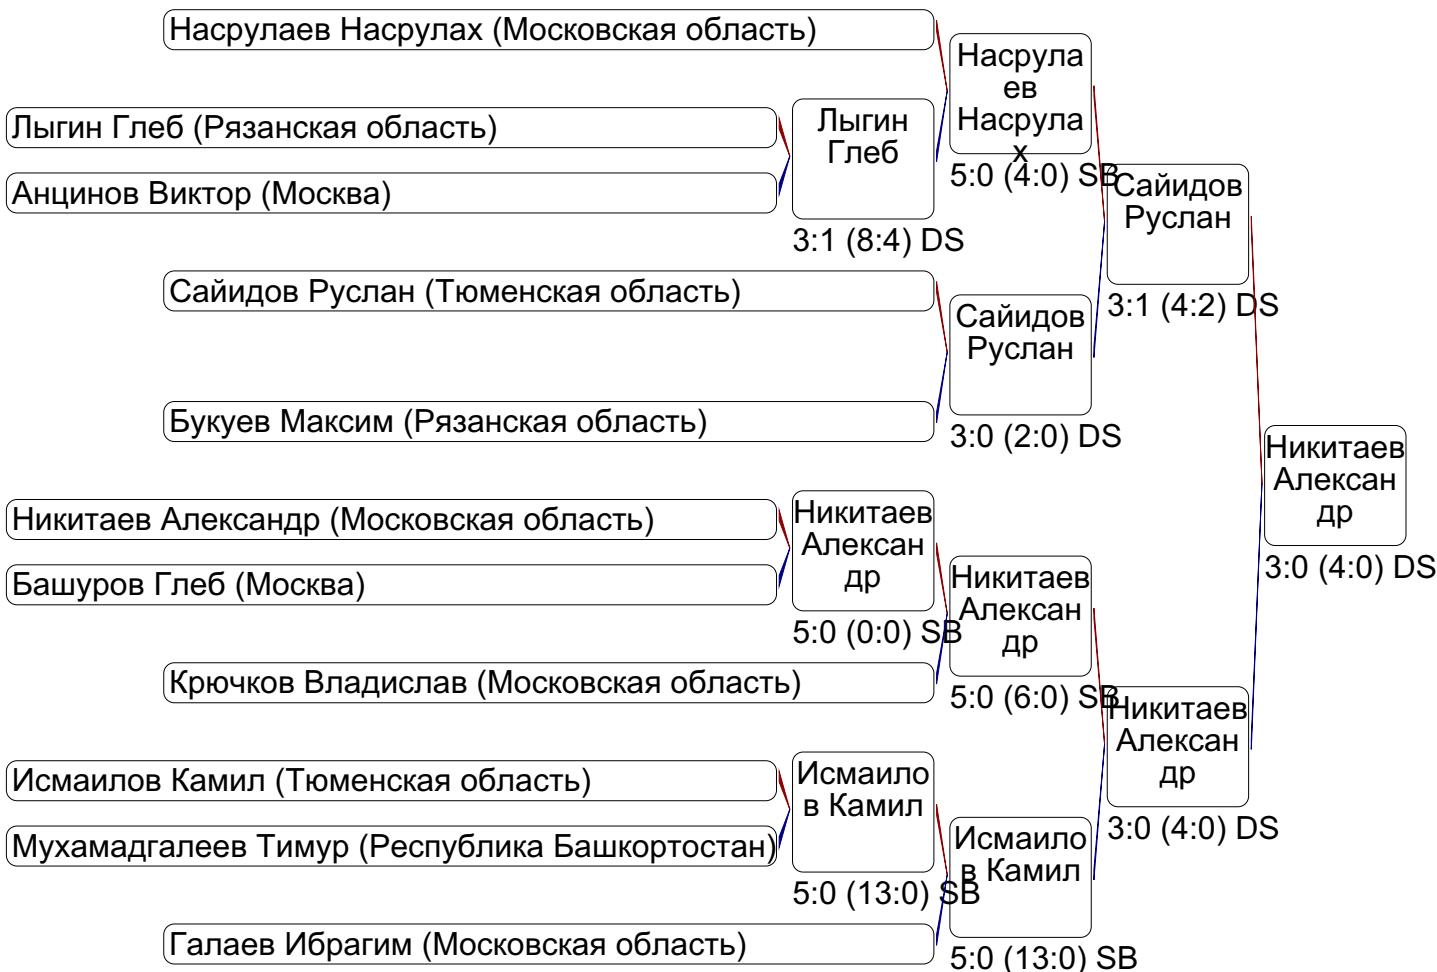 Насрулаев Насрулах (Московская область)
Насрула
ев
Насрула
х
5:0 (4:0) SB
Лыгин Глеб (Рязанская область)
Анцинов Виктор (Москва)
Лыгин
Глеб
3:1 (8:4) DS
Сайидов
Руслан
3:1 (4:2) DS
Сайидов Руслан (Тюменская область)
Букуев Максим (Рязанская область)
Сайидов
Руслан
3:0 (2:0) DS
Никитаев
Алексан
др
3:0 (4:0) DS
Никитаев Александр (Московская область)
Башуров Глеб (Москва)
Никитаев
Алексан
др
5:0 (0:0) SB
Крючков Владислав (Московская область)
Никитаев
Алексан
др
5:0 (6:0) SB
Никитаев
Алексан
др
3:0 (4:0) DS
Исмаилов Камил (Тюменская область)
Мухамадгалеев Тимур (Республика Башкортостан)
Исмаило
в Камил
5:0 (13:0) SB
Галаев Ибрагим (Московская область)
Исмаило
в Камил
5:0 (13:0) SB